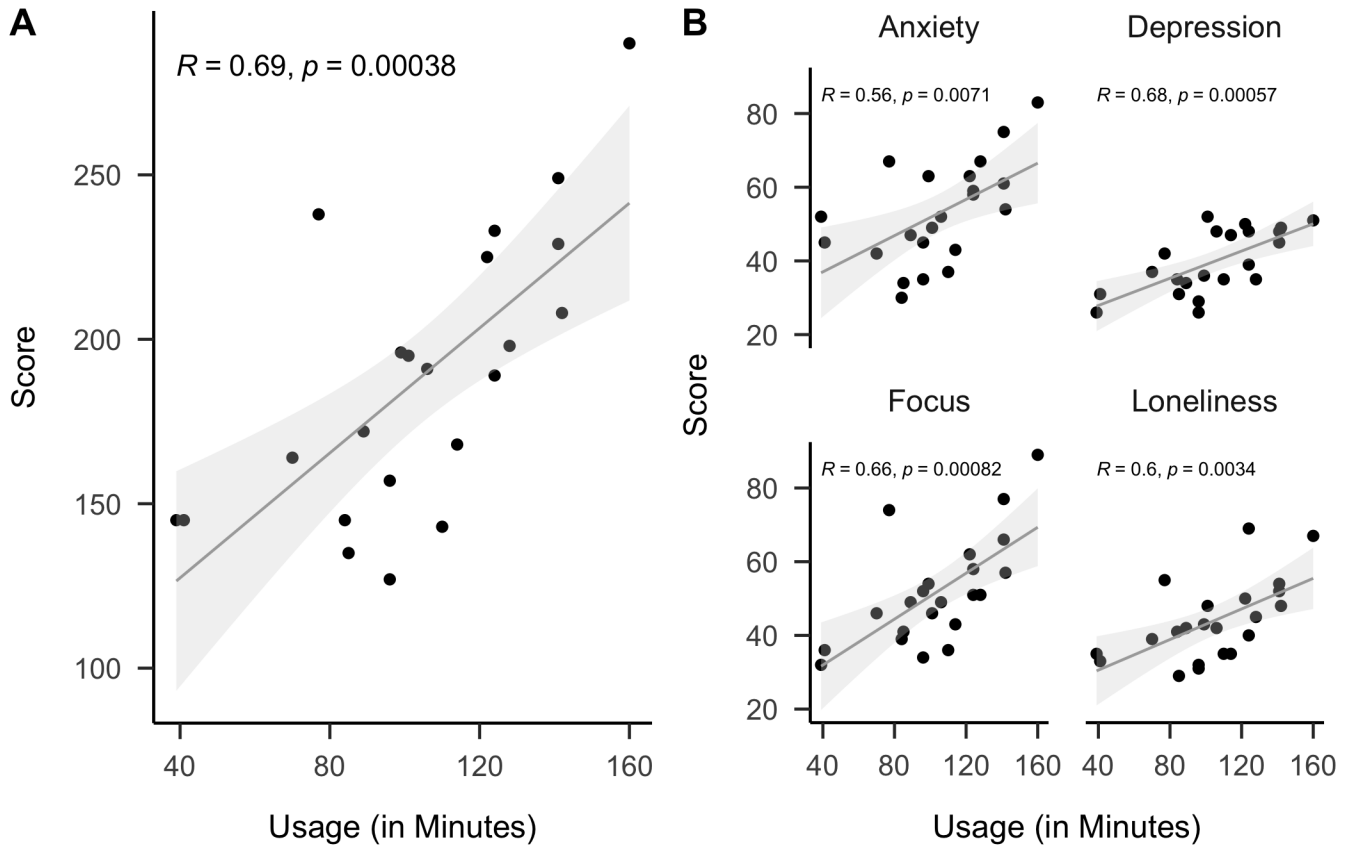 A
R = 0.69, p = 0.00038
250
200
150
100
Score
40 80 120 160
Usage (in Minutes)
B
Anxiety Depression
R = 0.56, p = 0.0071 R = 0.68, p = 0.00057
80
60
40
20
Score
Focus Loneliness
R = 0.66, p = 0.00082 R = 0.6, p = 0.0034
80
60
40
20
40 80 120 160 40 80 120 160
Usage (in Minutes)